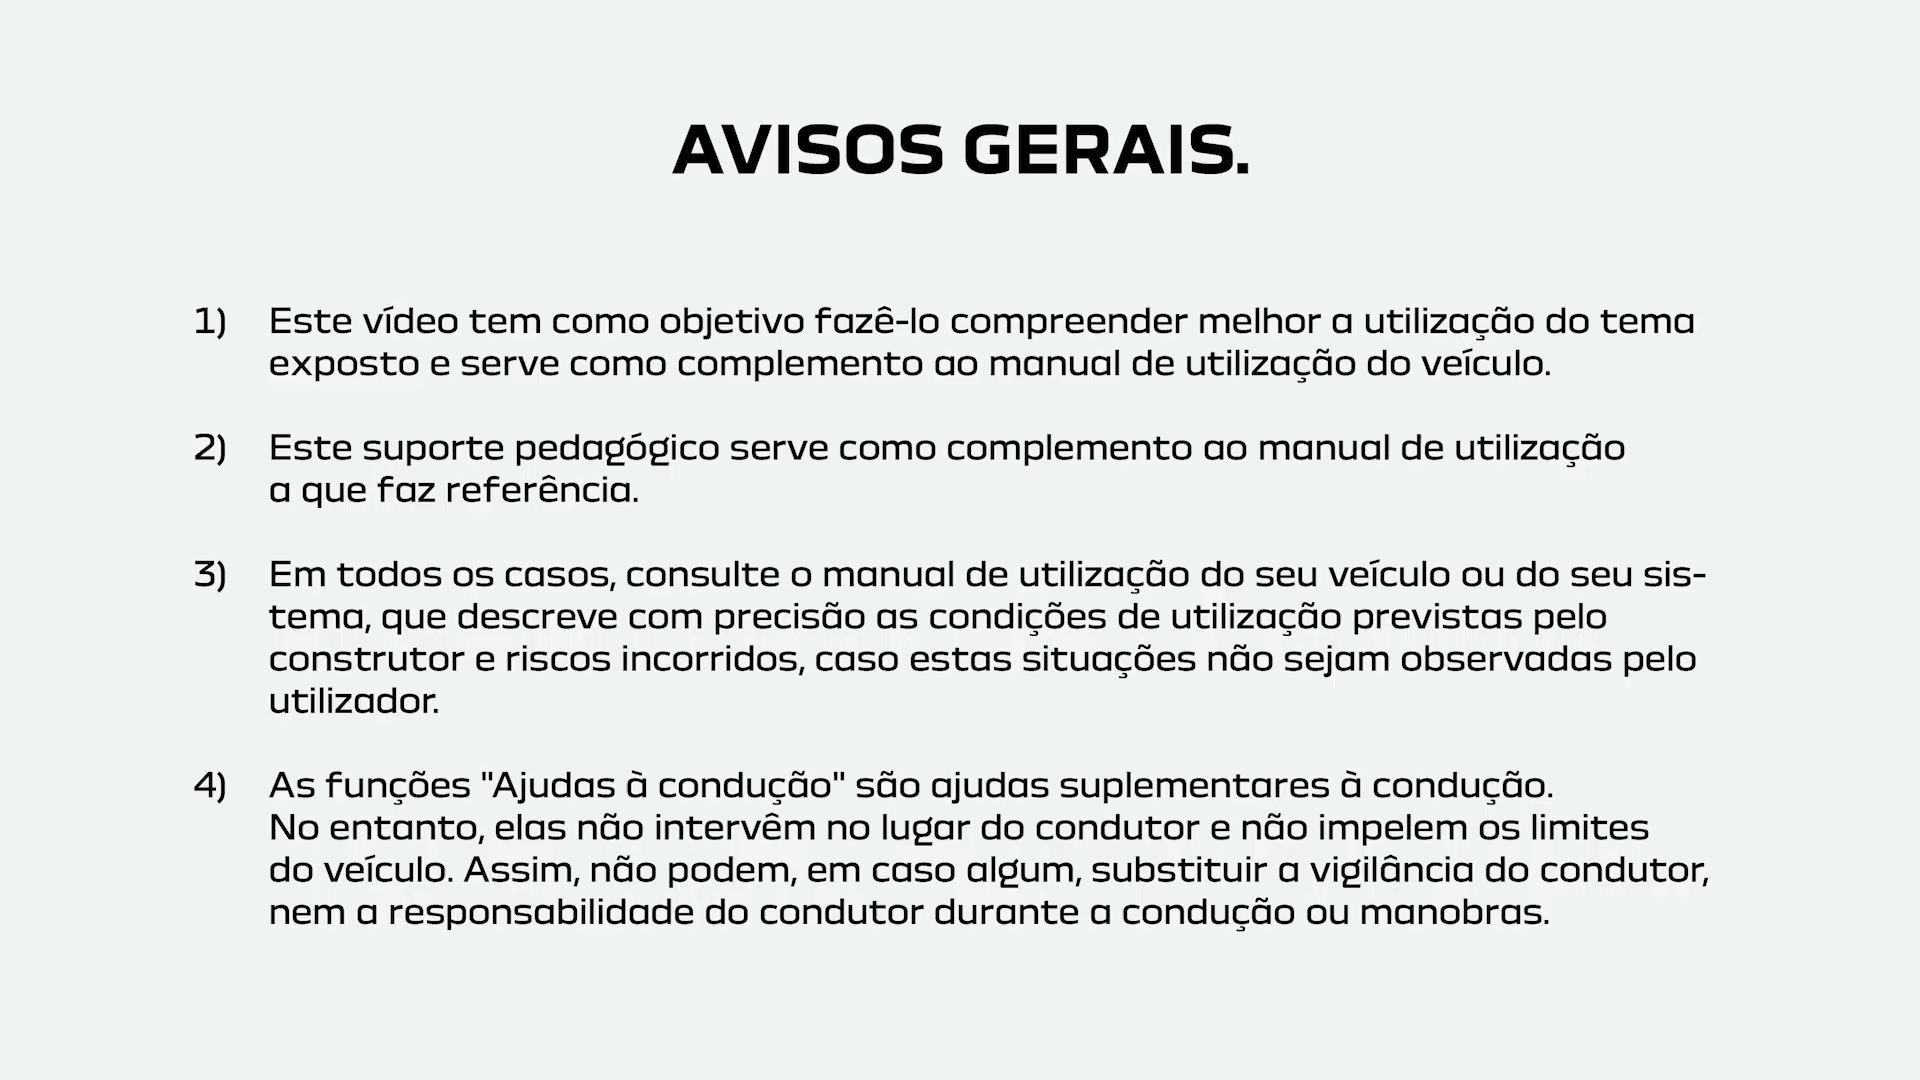 AVISOS GERAIS.
1) Este vídeo tem como objetivo fazê-lo compreender melhor a utilização do tema
exposto e serve como complemento ao manual de utilização do veículo.
2) Este suporte pedagógico serve como complemento ao manual de utilização
a que faz referência.
3) Em todos os casos, consulte o manual de utilização do seu veículo ou do seu sis-
tema, que descreve com precisão as condições de utilização previstas pelo
construtor e riscos incorridos, caso estas situações não sejam observadas pelo
utilizador.
4) As funções "Ajudas à condução" são ajudas suplementares à condução.
No entanto, elas não intervêm no lugar do condutor e não impelem os limites
do veículo. Assim, não podem, em caso algum, substituir a vigilância do condutor,
nem a responsabilidade do condutor durante a condução ou manobras.